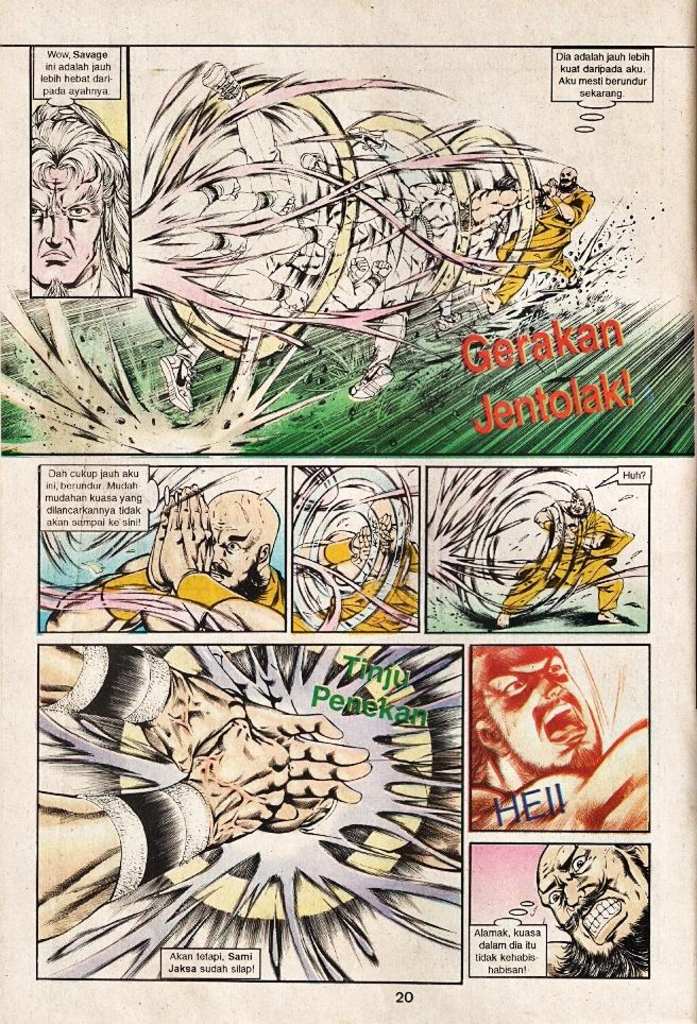 Wow, Savage
ini adalah jauh
lebih hebat dari-
pada ayahnya.
Dia adalah jauh lebih
kuat daripada aku.
Aku mesti berundur
sekarang.
Gerakan
Jentolak!
Dah cukup jauh aku
ini, berundur. Mudah
mudahan kuasa yang
dilancarkannya tidak
akan sampai ke sini!
Huh?
Tinju
Penekan
HEI!
Akan tetapi, Sami
Jaksa sudah silap!
Alamak, kuasa
dalam dia itu
tidak kehabis-
habisan!
20